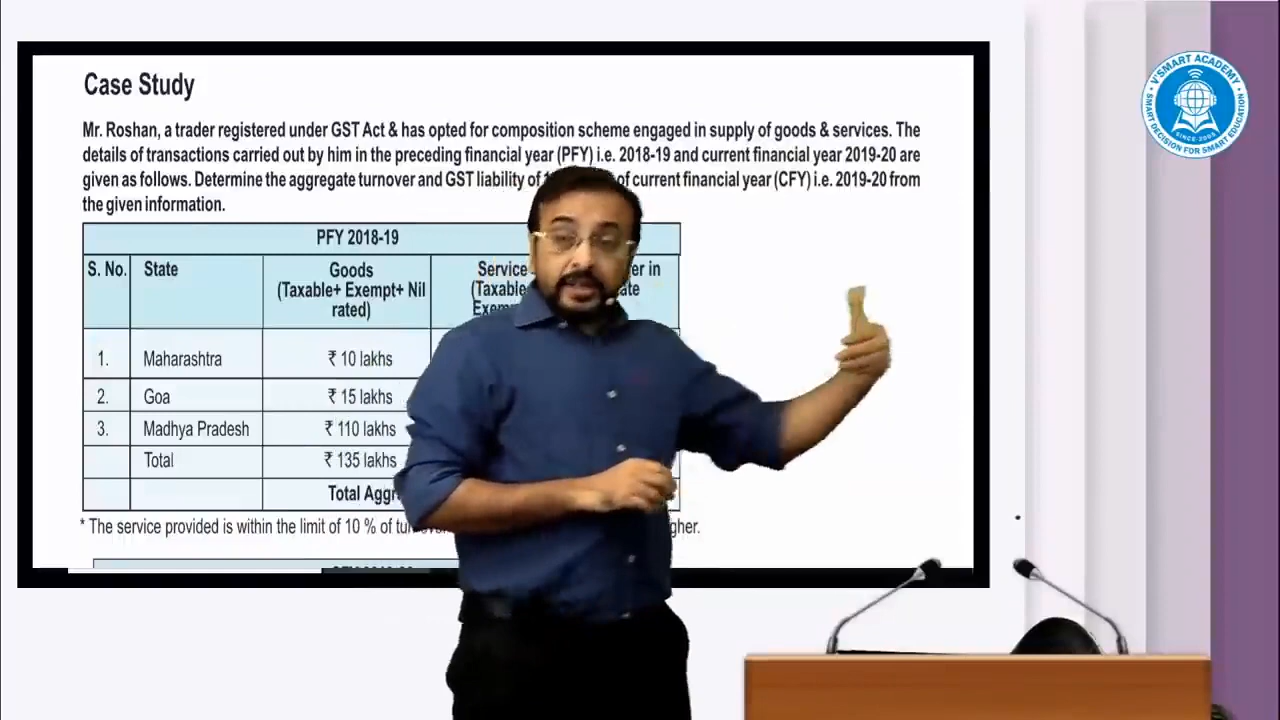 Case Study
Mr. Roshan, a trader registered under GST Act & has opted for composition scheme engaged in supply of goods & services. The
details of transactions carried out by him in the preceding financial year (PFY) i.e. 2018-19 and current financial year 2019-20 are
given as follows. Determine the aggregate turnover and GST liability of of current financial year (CFY) i.e. 2019-20 from
the given information.
PFY 2018-19
S. No. State Goods Service in
(Taxable+ Exempt+ Nil (Taxable
rated)
1. Maharashtra ₹ 10 lakhs
2. Goa ₹ 15 lakhs
3. Madhya Pradesh ₹ 110 lakhs
Total ₹ 135 lakhs
Total
* The service provided is within the limit of 10 % of
V'SMART ACADEMY
SINCE-2005
SMART DECISION FOR SMART EDUCATION